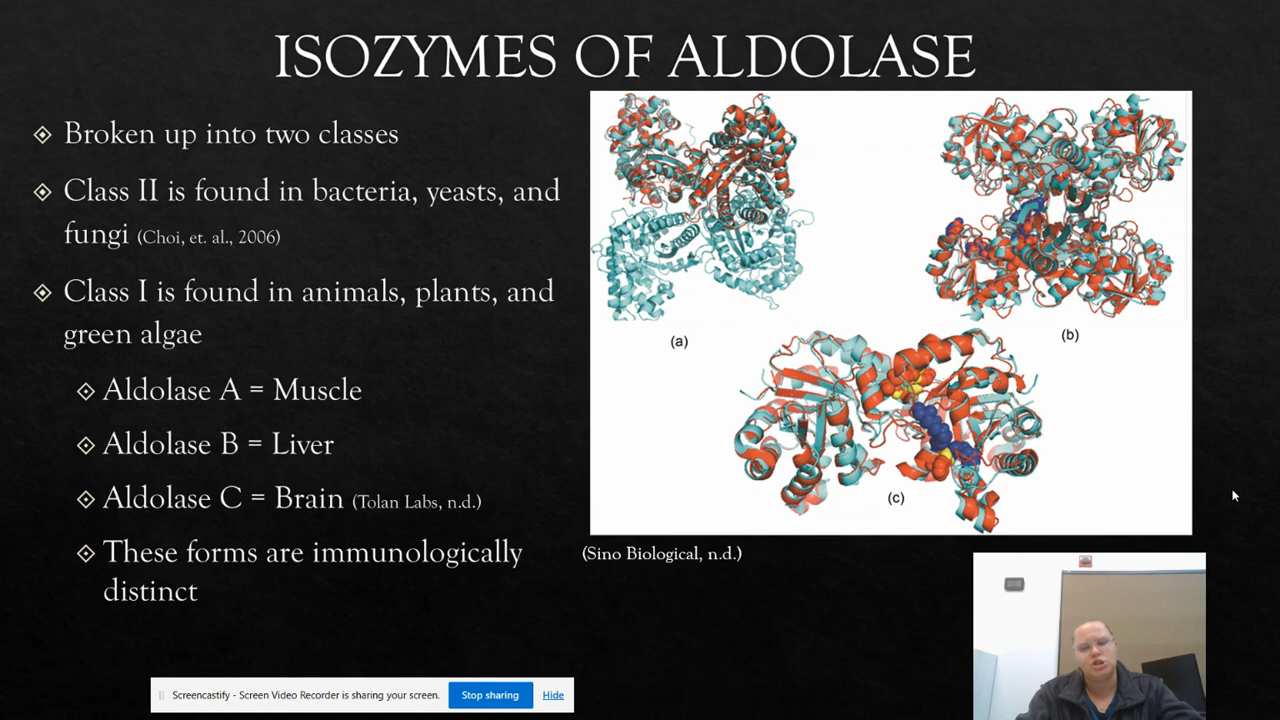 ISOZYMES OF ALDOLASE
Broken up into two classes
Class II is found in bacteria, yeasts, and
fungi (Choi, et. al., 2006)
Class I is found in animals, plants, and
green algae
Aldolase A = Muscle
Aldolase B = Liver
Aldolase C = Brain (Tolan Labs, n.d.)
These forms are immunologically
distinct
(a)
(b)
(c)
(Sino Biological, n.d.)
Screencastify - Screen Video Recorder is sharing your screen.
Stop sharing
Hide